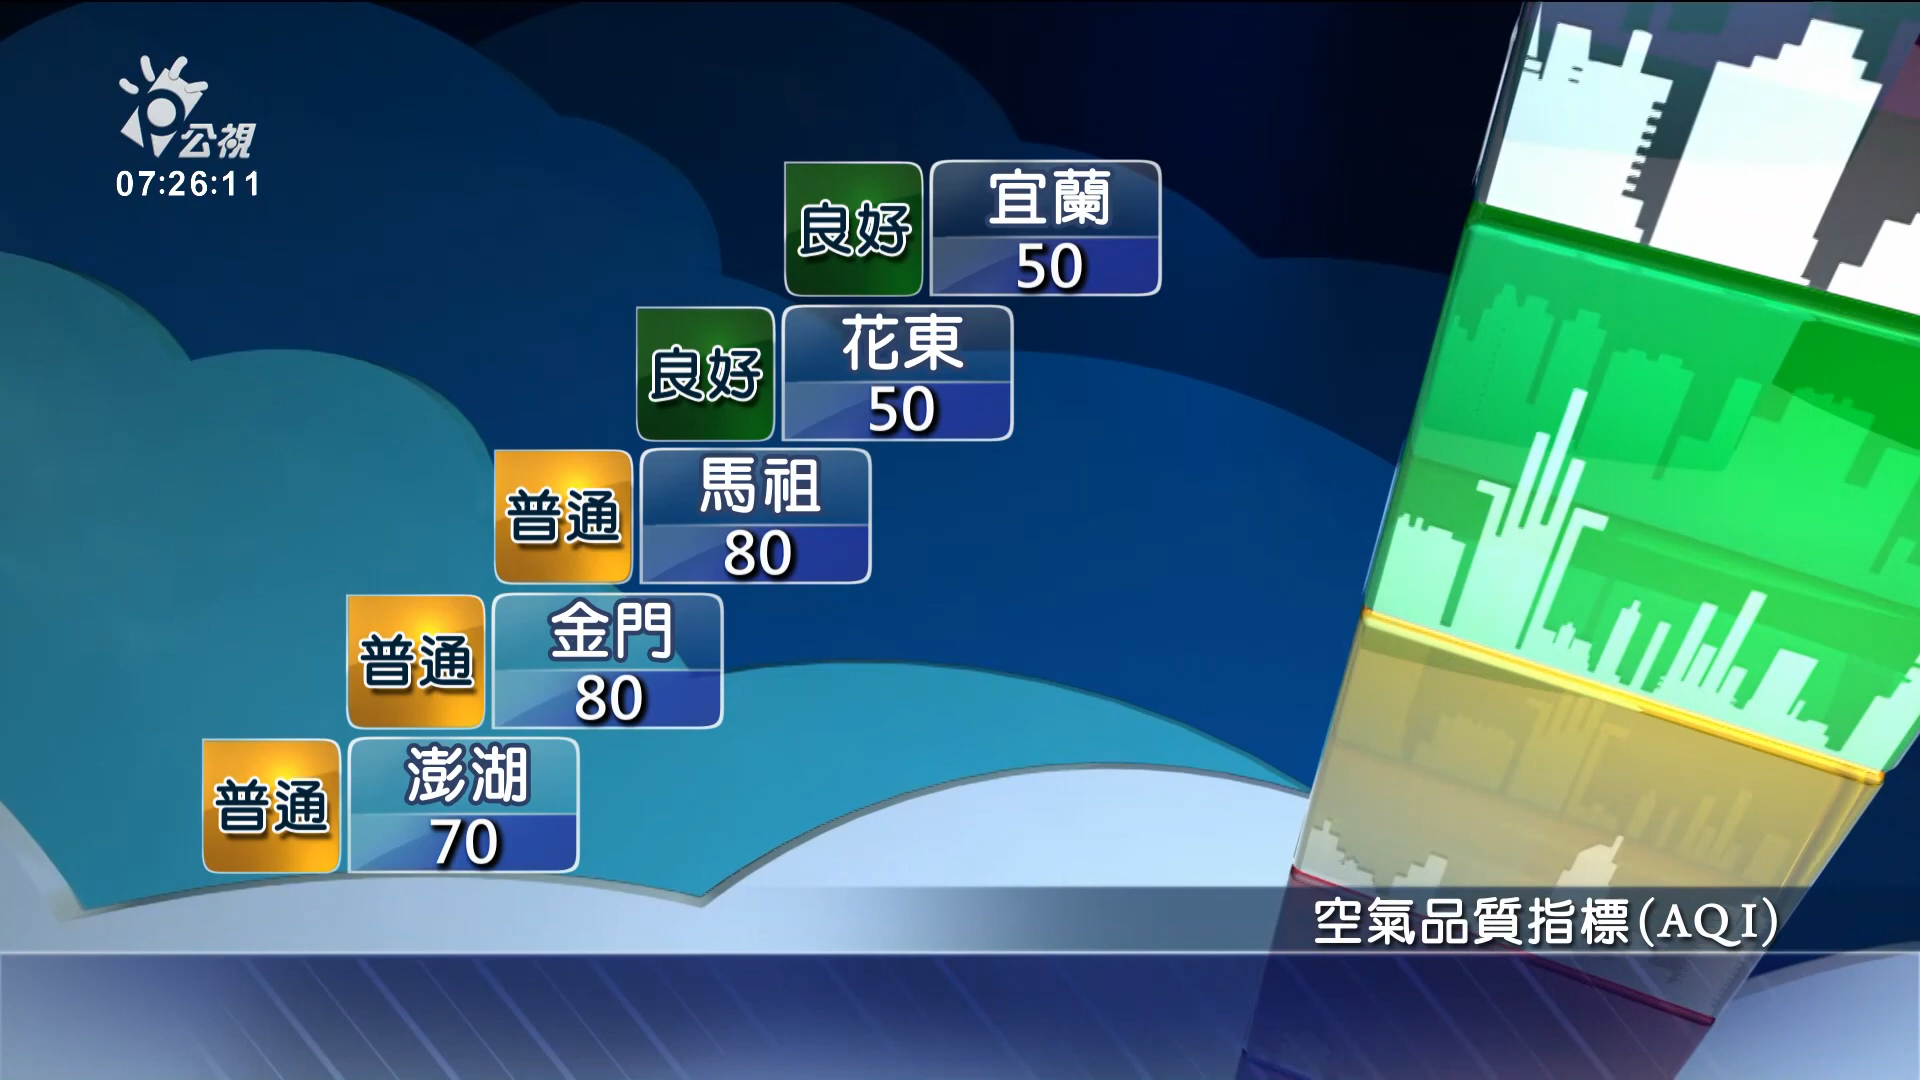 公視
07:26:11
良好
宜蘭
50
良好
花東
50
普通
馬祖
80
普通
金門
80
普通
澎湖
70
空氣品質指標(AQI)